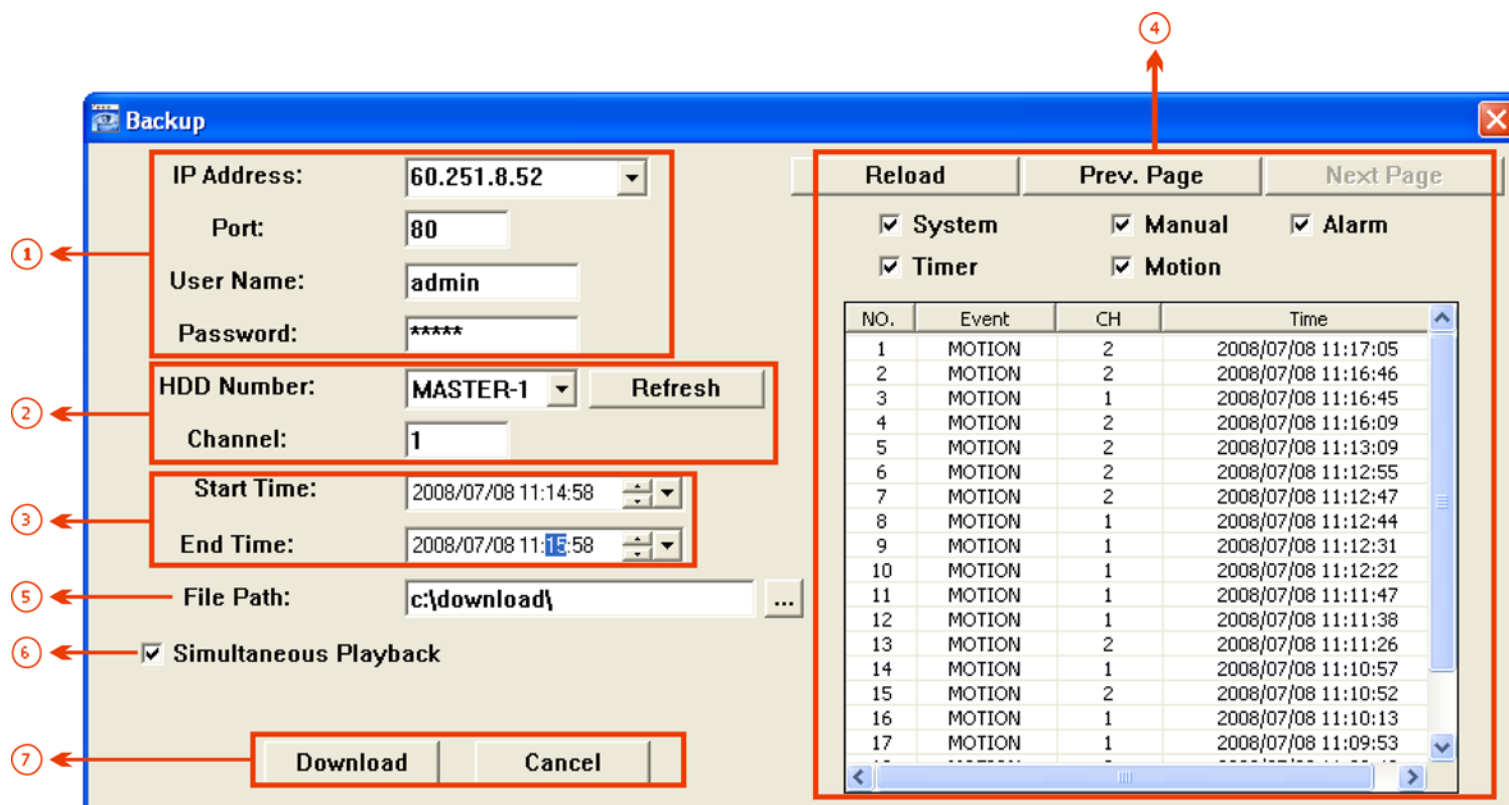 4
Backup
IP Address: 60.251.8.52
Port: 80
1
User Name: admin
Password: *****
HDD Number: MASTER-1 Refresh
2
Channel: 1
Start Time: 2008/07/08 11:14:58
3
End Time: 2008/07/08 11:15:58
5 File Path: c:\download\ ...
6 Simultaneous Playback
7 Download Cancel
Reload Prev. Page Next Page
System Manual Alarm
Timer Motion
NO. Event CH Time
1 MOTION 2 2008/07/08 11:17:05
2 MOTION 2 2008/07/08 11:16:46
3 MOTION 1 2008/07/08 11:16:45
4 MOTION 2 2008/07/08 11:16:09
5 MOTION 2 2008/07/08 11:13:09
6 MOTION 2 2008/07/08 11:12:55
7 MOTION 2 2008/07/08 11:12:47
8 MOTION 1 2008/07/08 11:12:44
9 MOTION 1 2008/07/08 11:12:31
10 MOTION 1 2008/07/08 11:12:22
11 MOTION 1 2008/07/08 11:11:47
12 MOTION 1 2008/07/08 11:11:38
13 MOTION 2 2008/07/08 11:11:26
14 MOTION 1 2008/07/08 11:10:57
15 MOTION 2 2008/07/08 11:10:52
16 MOTION 1 2008/07/08 11:10:13
17 MOTION 1 2008/07/08 11:09:53